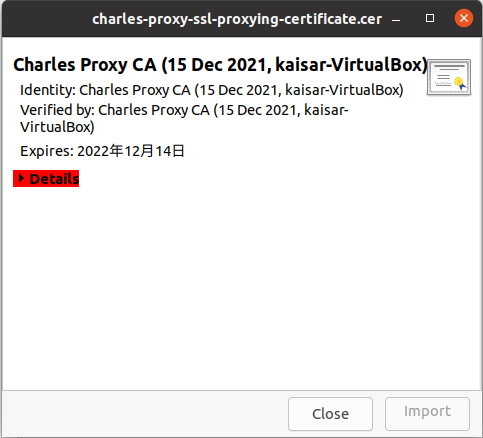 charles-proxy-ssl-proxying-certificate.cer
Charles Proxy CA (15 Dec 2021, kaisar-VirtualBox)
Identity: Charles Proxy CA (15 Dec 2021, kaisar-VirtualBox)
Verified by: Charles Proxy CA (15 Dec 2021, kaisar-
VirtualBox)
Expires: 2022年12月14日
Details
Close
Import